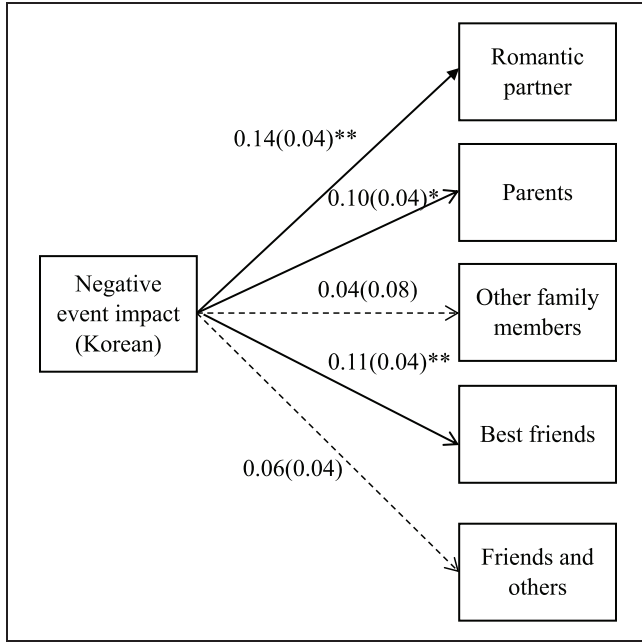 Romantic
partner
0.14(0.04)**
Parents
0.10(0.04)*
Negative
event impact
(Korean)
0.04(0.08)
Other family
members
0.11(0.04)**
Best friends
0.06(0.04)
Friends and
others